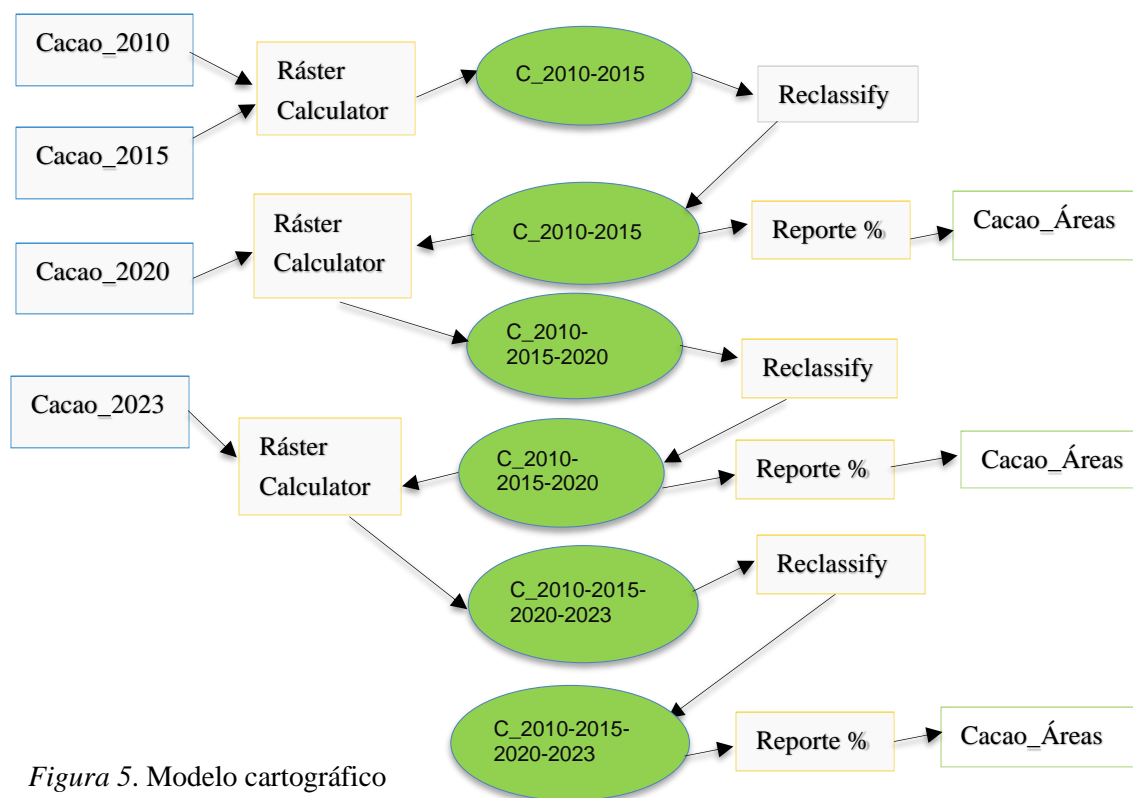 Cacao_2010
Ráster
Calculator
C_2010-2015
Reclassify
Cacao_2015
Ráster
Calculator
C_2010-2015
Reporte %
Cacao_Áreas
Cacao_2020
C_2010-
2015-2020
Reclassify
Cacao_2023
Ráster
Calculator
C_2010-
2015-2020
Reporte %
Cacao_Áreas
C_2010-2015-
2020-2023
Reclassify
C_2010-2015-
2020-2023
Reporte %
Cacao_Áreas
Figura 5. Modelo cartográfico